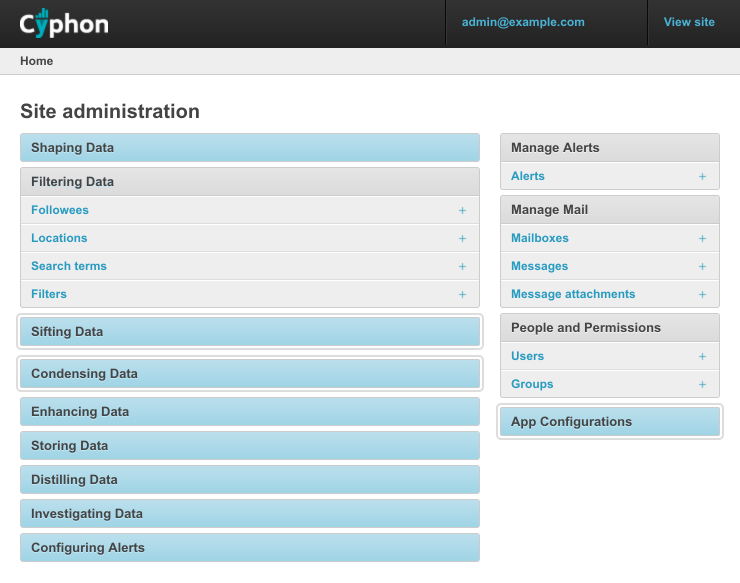 Cyphon
admin@example.com
View site
Home
Site administration
Shaping Data
Filtering Data
Followees +
Locations +
Search terms +
Filters +
Sifting Data
Condensing Data
Enhancing Data
Storing Data
Distilling Data
Investigating Data
Configuring Alerts
Manage Alerts
Alerts +
Manage Mail
Mailboxes +
Messages +
Message attachments +
People and Permissions
Users +
Groups +
App Configurations